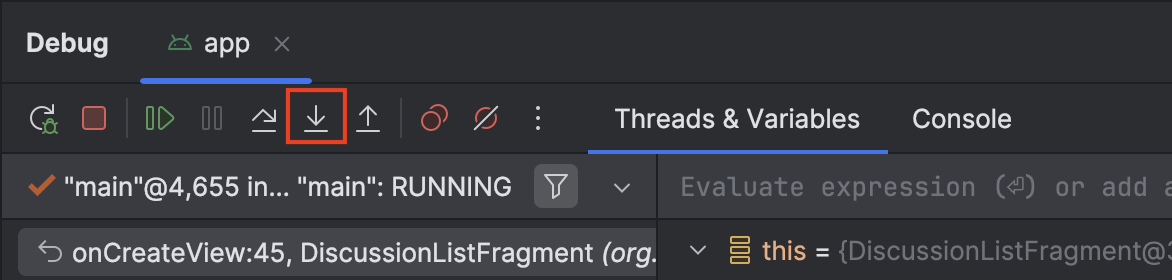 Debug app
Threads & Variables Console
"main"@4,655 in... "main": RUNNING
Evaluate expression (⏎) or add a
onCreateView:45, DiscussionListFragment (org.
this = {DiscussionListFragment@3